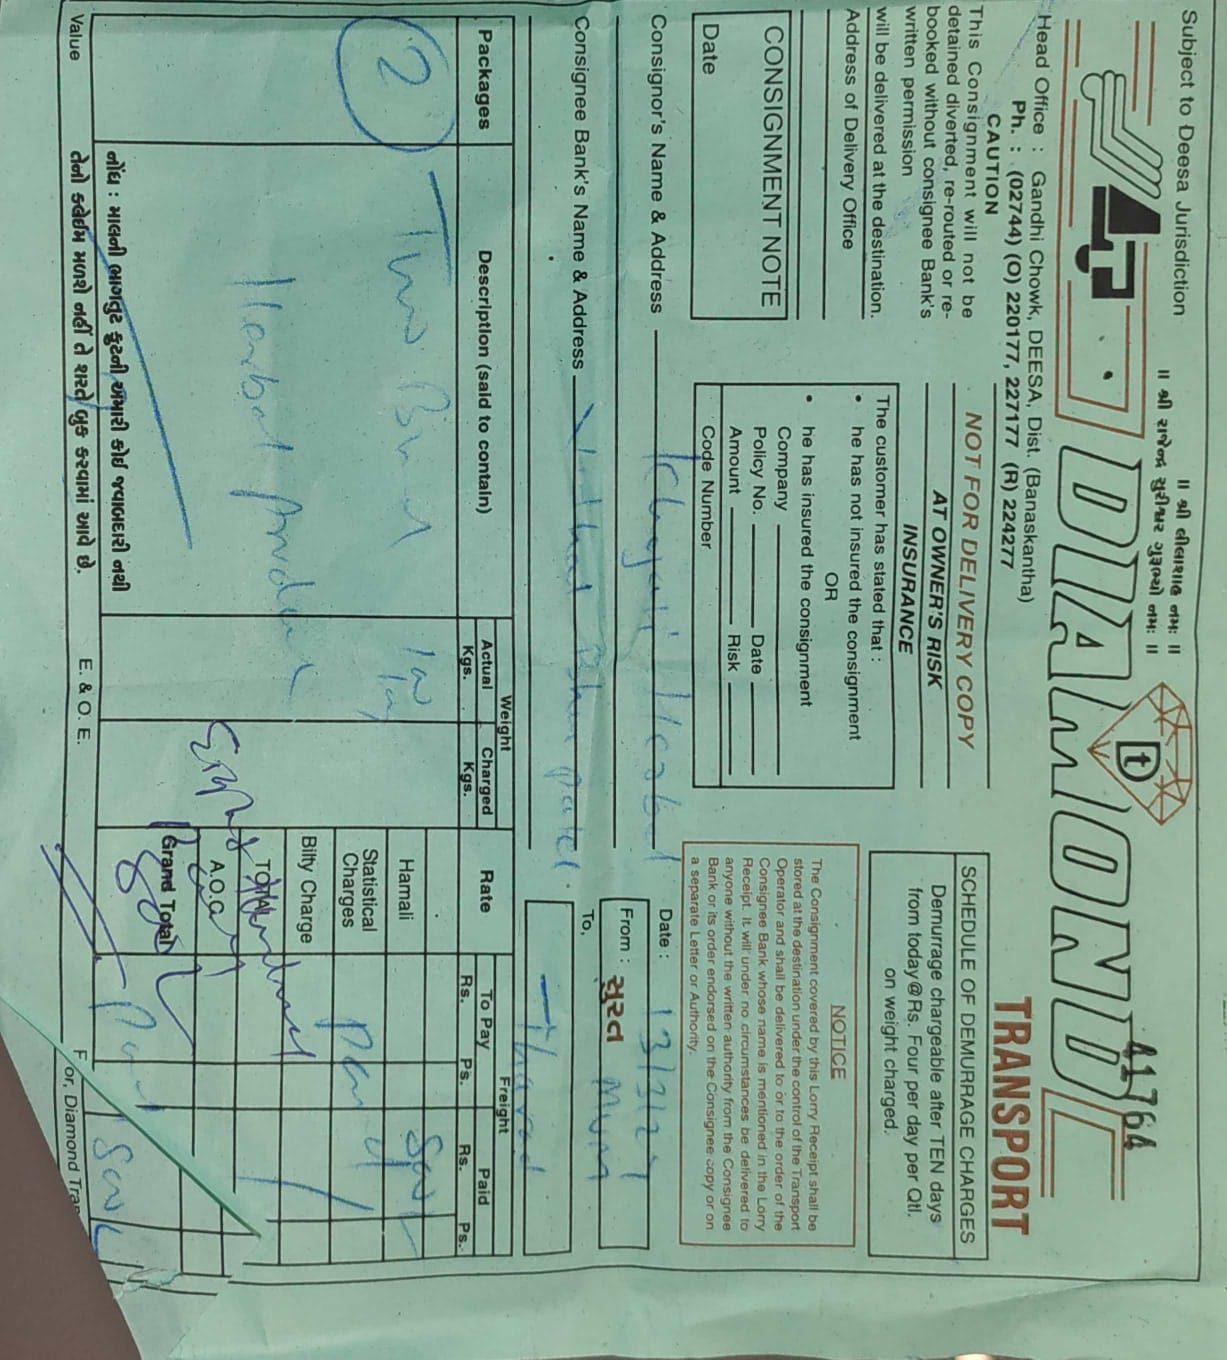 Subject to Deesa Jurisdiction
॥ શ્રી લીલાશાહ નમઃ ॥
॥ શ્રી રાજેન્દ્ર સુરીશ્વર ગુરૂભ્યો નમઃ ॥
41764
DIAMOND
t
TRANSPORT
Head Office : Gandhi Chowk, DEESA, Dist. (Banaskantha)
Ph. : (02744) (O) 220177, 227177 (R) 224277
CAUTION
This Consignment will not be
detained diverted, re-routed or re-
booked without consignee Bank's
written permission
will be delivered at the destination.
Address of Delivery Office
NOT FOR DELIVERY COPY
AT OWNER'S RISK
INSURANCE
The customer has stated that :
• he has not insured the consignment
OR
• he has insured the consignment
Company
Policy No. Date
Amount Risk
Code Number
SCHEDULE OF DEMURRAGE CHARGES
Demurrage chargeable after TEN days
from today@Rs. Four per day per Qtl.
on weight charged.
NOTICE
The Consignment covered by this Lorry Receipt shall be
stored at the destination under the control of the Transport
Operator and shall be delivered to or to the order of the
Consignee Bank whose name is mentioned in the Lorry
Receipt. It will under no circumstances be delivered to
anyone without the written authority from the Consignee
Bank or its order endorsed on the Consignee copy or on
a separate Letter or Authority.
CONSIGNMENT NOTE
Date
Consignor's Name & Address
Date :
From : સુરત
Consignee Bank's Name & Address
To, Tharad
Packages
Description (said to contain)
Weight
Actual Kgs.
Charged Kgs.
Rate
Freight
To Pay
Rs. Ps.
Paid
Rs. Ps.
2
Hamali
Statistical
Charges
Bilty Charge
TOTAL
A.O.C.
Grand Total
નોંધ : માલની ભાગતુટ ફુટની અમારી કોઈ જવાબદારી નથી
તેનો કલેઈમ મળશે નહીં તે શરતે બુક કરવામાં આવે છે.
Value
E. & O. E.
For, Diamond Tran